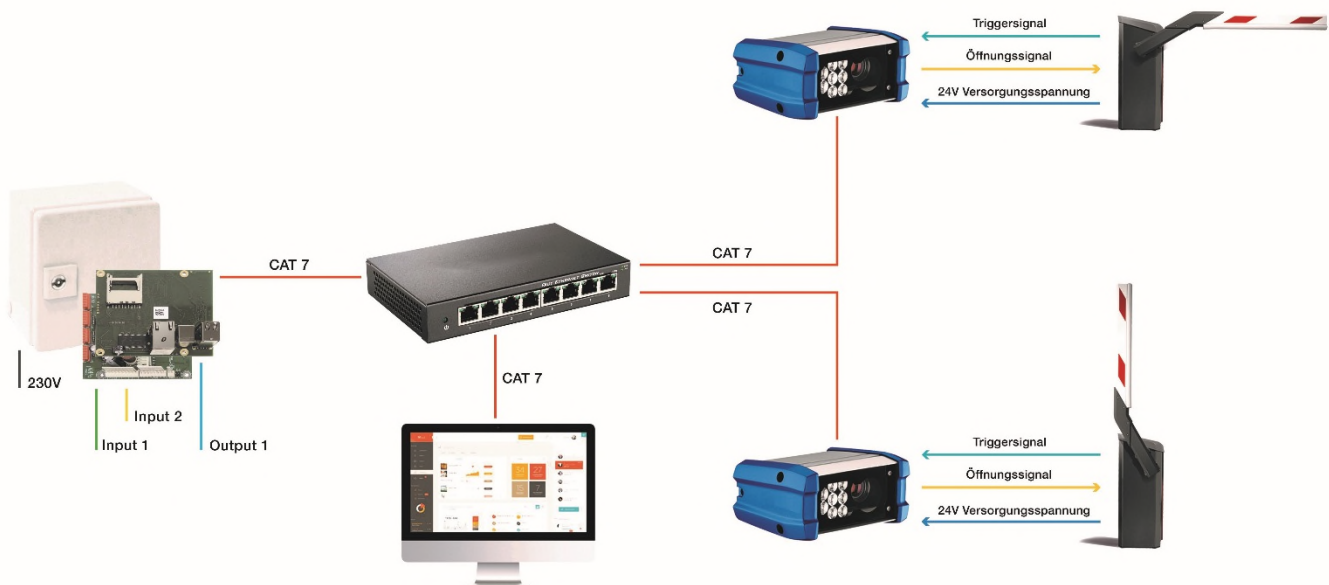 Triggersignal
Öffnungssignal
24V Versorgungsspannung
CAT 7
CAT 7
CAT 7
CAT 7
230V
Input 2
Input 1
Output 1
Triggersignal
Öffnungssignal
24V Versorgungsspannung